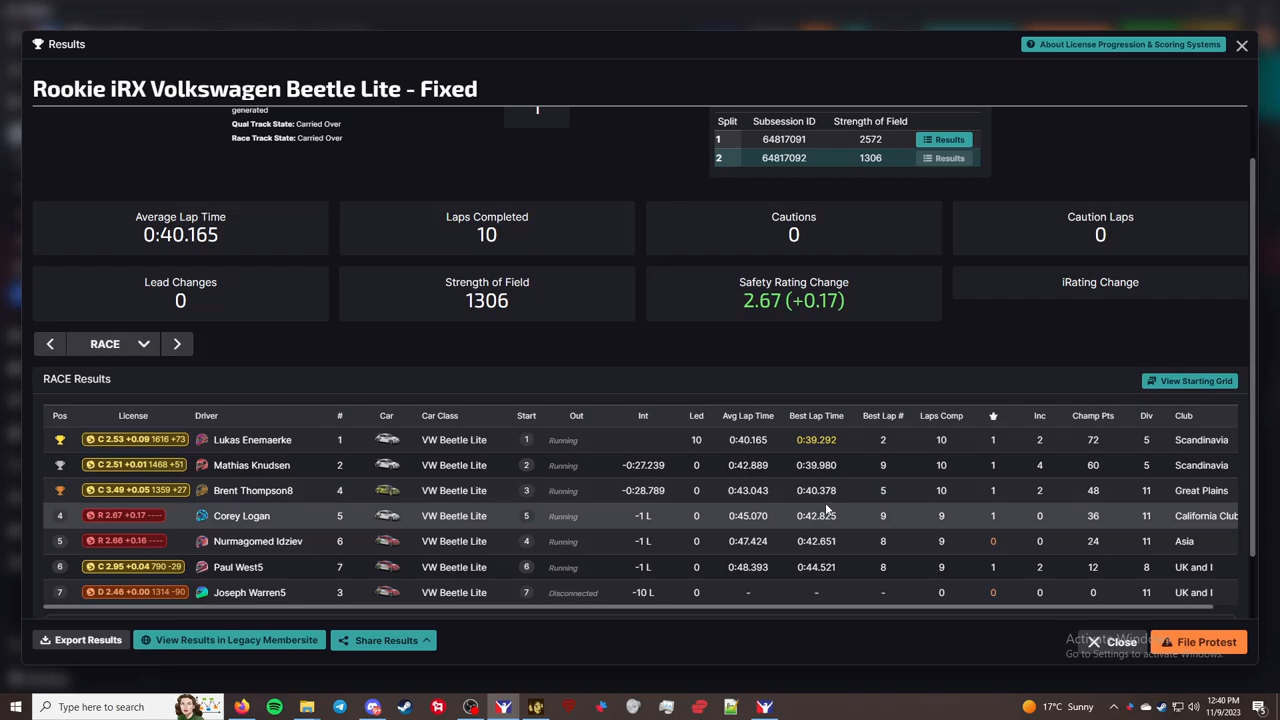 Results
About License Progression & Scoring Systems
Rookie iRX Volkswagen Beetle Lite - Fixed
generated
Qual Track State: Carried Over
Race Track State: Carried Over
Split Subsession ID Strength of Field
1 64817091 2572 Results
2 64817092 1306 Results
Average Lap Time Laps Completed Cautions Caution Laps
0:40.165 10 0 0
Lead Changes Strength of Field Safety Rating Change iRating Change
0 1306 2.67 (+0.17)
RACE
RACE Results
View Starting Grid
Pos License Driver # Car Car Class Start Out Int Led Avg Lap Time Best Lap Time Best Lap # Laps Comp Inc Champ Pts Div Club
C 2.53 +0.09 1616 +73 Lukas Enemaerke 1 VW Beetle Lite 1 Running 10 0:40.165 0:39.292 2 10 1 2 72 5 Scandinavia
C 2.51 +0.01 1468 +51 Mathias Knudsen 2 VW Beetle Lite 2 Running -0:27.239 0 0:42.889 0:39.980 9 10 1 4 60 5 Scandinavia
C 3.49 +0.05 1359 +27 Brent Thompson8 4 VW Beetle Lite 3 Running -0:28.789 0 0:43.043 0:40.378 5 10 1 2 48 11 Great Plains
4 R 2.67 +0.17 ---- Corey Logan 5 VW Beetle Lite 5 Running -1 L 0 0:45.070 0:42.825 9 9 1 0 36 11 California Club
5 R 2.66 +0.16 ---- Nurmagomed Idziev 6 VW Beetle Lite 4 Running -1 L 0 0:47.424 0:42.651 8 9 0 0 24 11 Asia
6 C 2.95 +0.04 790 -29 Paul West5 7 VW Beetle Lite 6 Running -1 L 0 0:48.393 0:44.521 8 9 1 2 12 8 UK and I
7 D 2.46 +0.00 1314 -90 Joseph Warren5 3 VW Beetle Lite 7 Disconnected -10 L 0 - - - 0 0 0 0 11 UK and I
Export Results
View Results in Legacy Membersite
Share Results
Close
File Protest
Go to Settings to activate Windows.
Type here to search
17°C Sunny
12:40 PM
11/9/2023
5